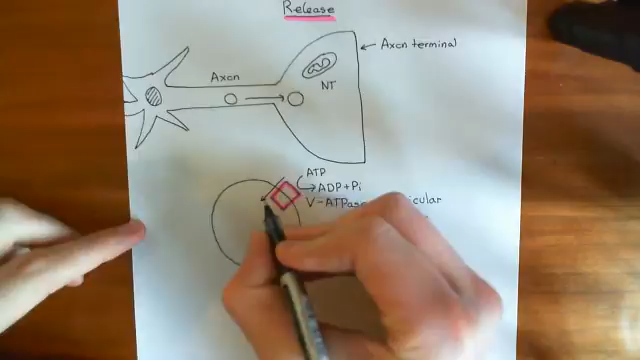 Release
Axon terminal
Axon
NT
ATP
ADP+Pi
V-ATPase